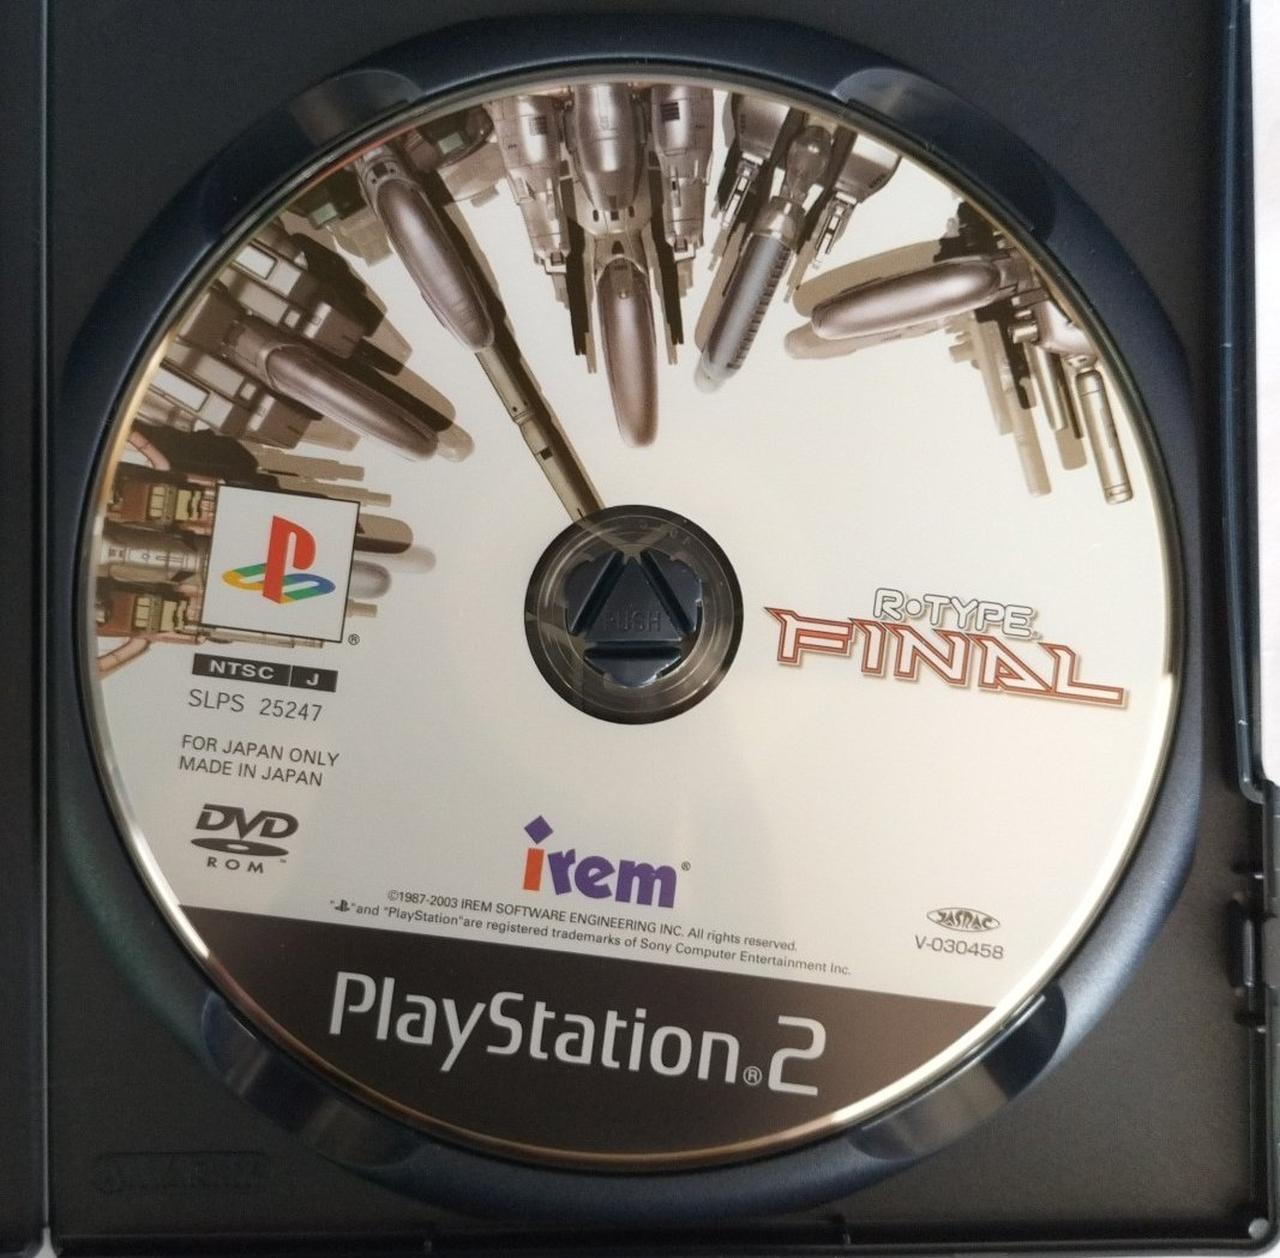 PUSH
R•TYPE
FINAL
®
NTSC J
SLPS 25247
FOR JAPAN ONLY
MADE IN JAPAN
DVD
ROM ™
irem®
©1987-2003 IREM SOFTWARE ENGINEERING INC. All rights reserved.
" " and "PlayStation" are registered trademarks of Sony Computer Entertainment Inc.
JASRAC
V-030458
PlayStation®2